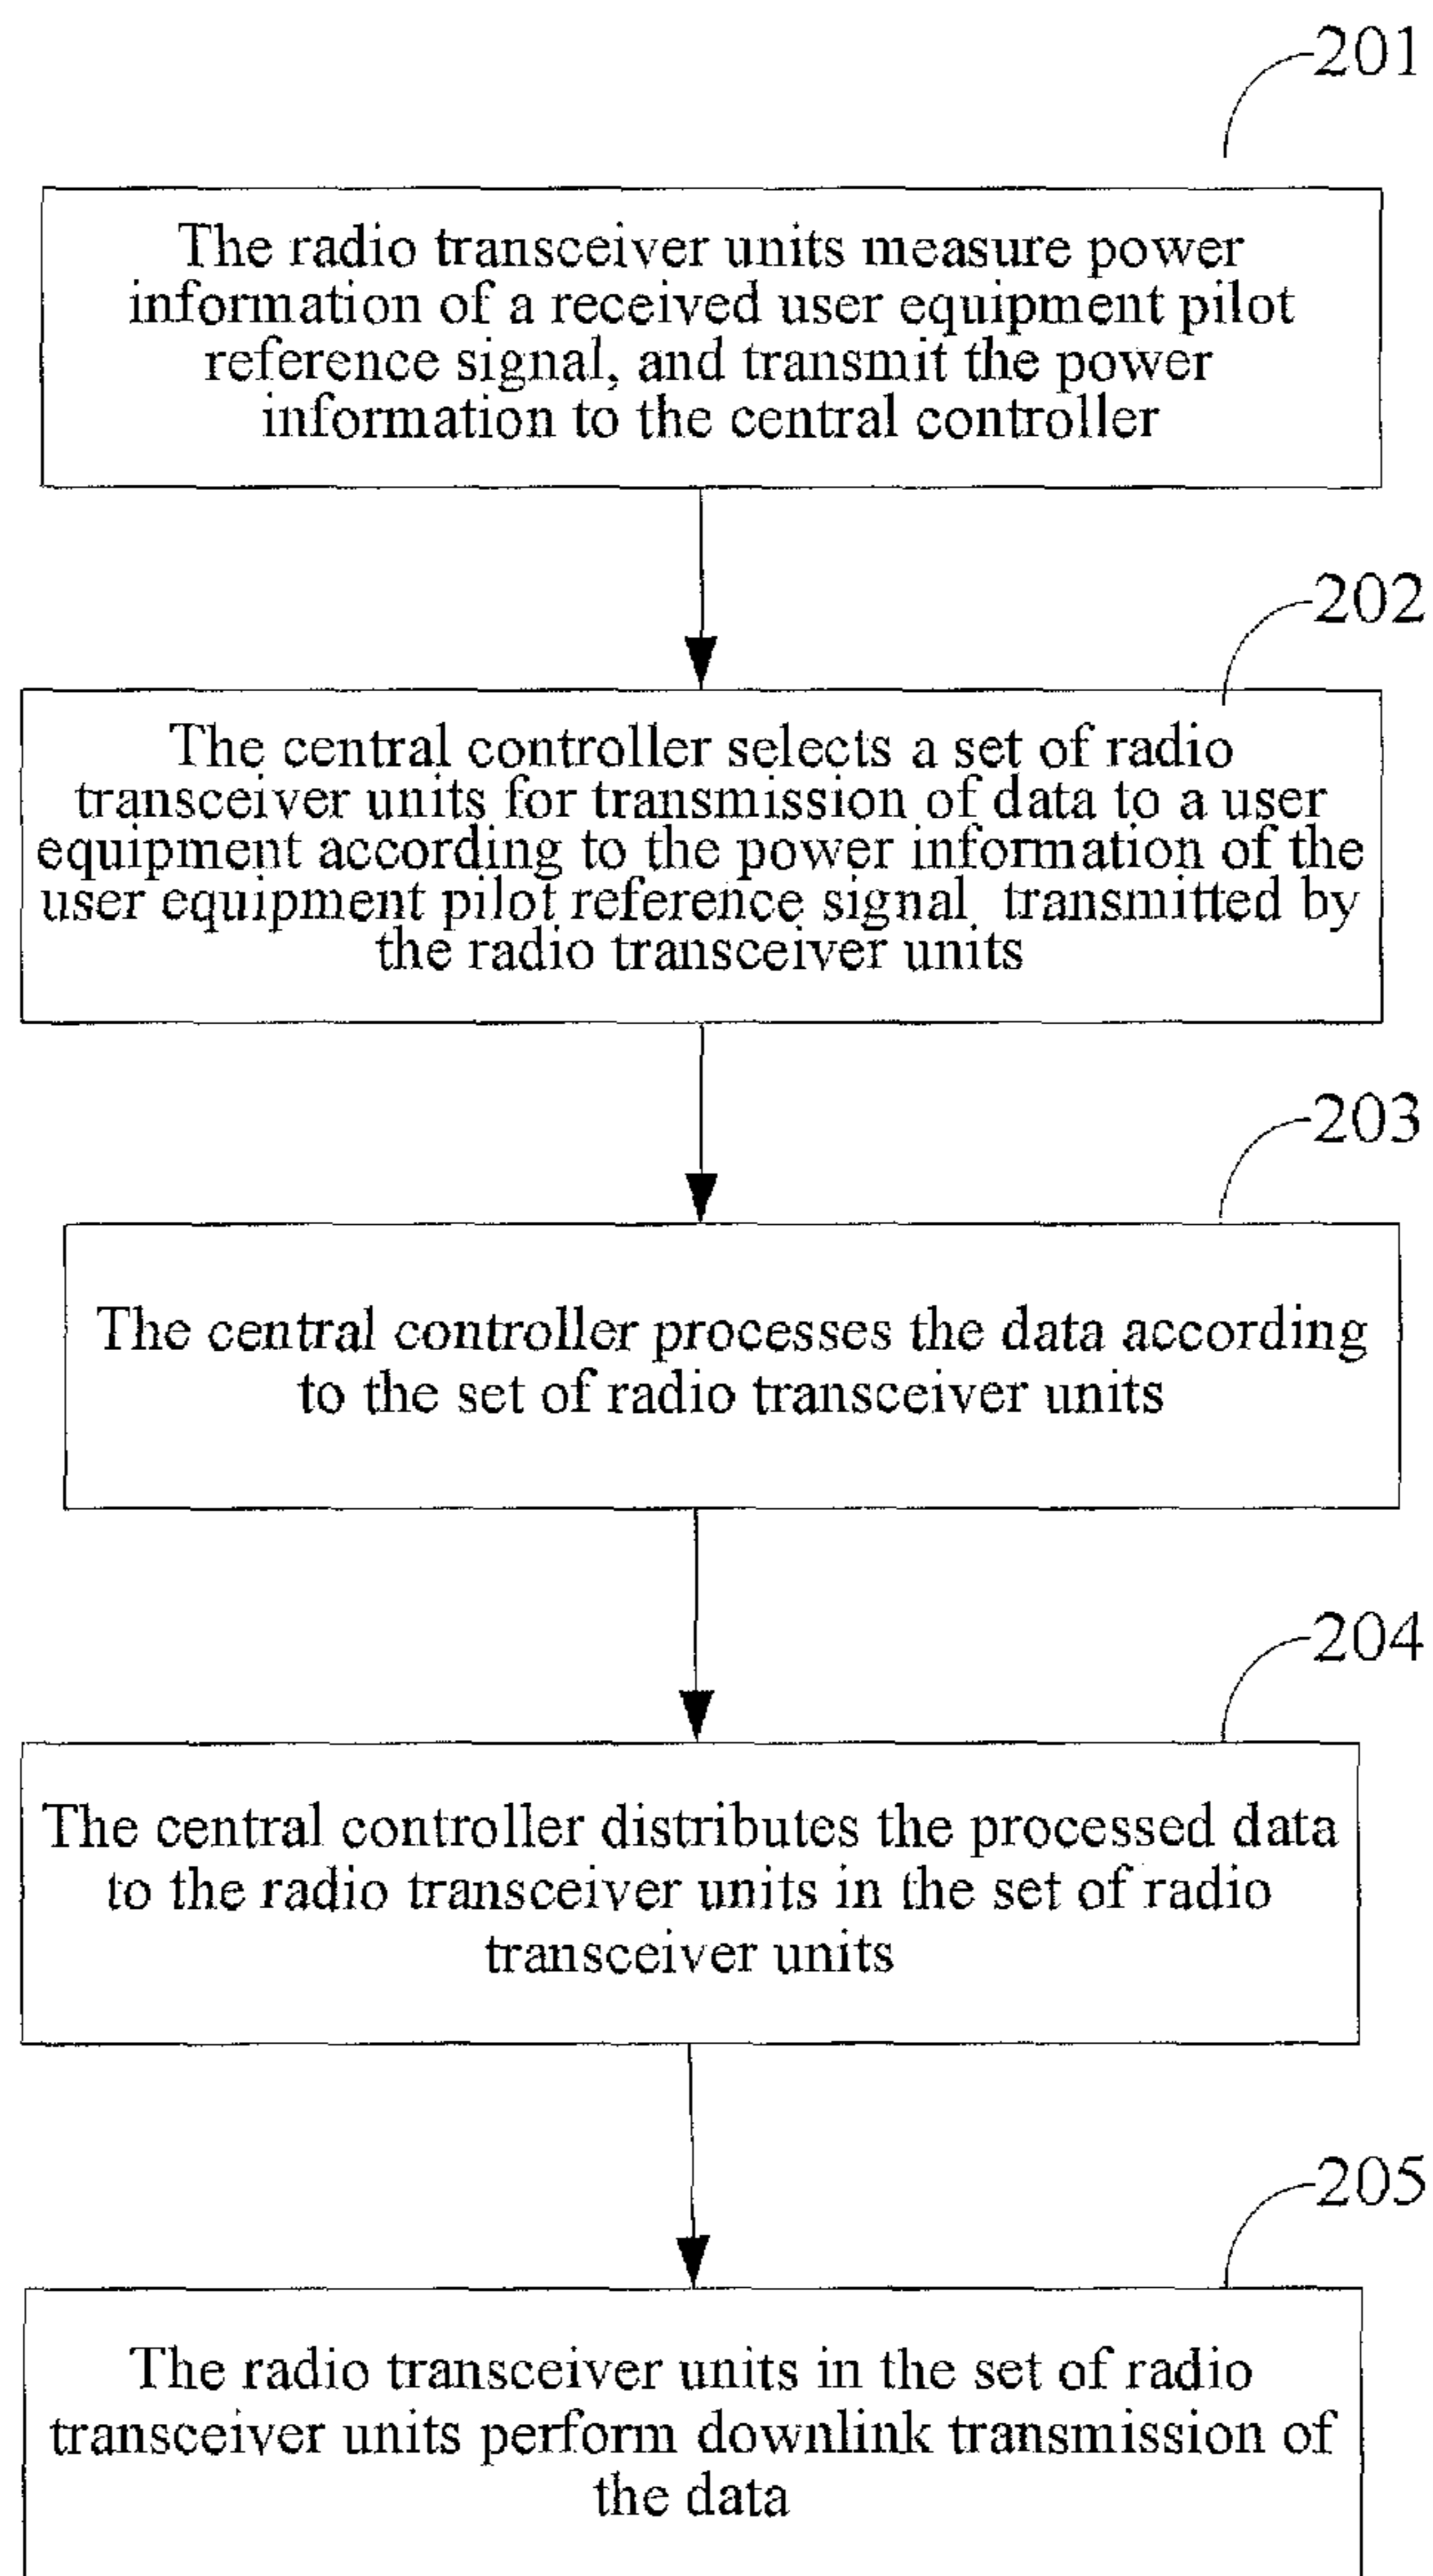 201
The radio transceiver units measure power
information of a received user equipment pilot
reference signal, and transmit the power
information to the central controller
202
The central controller selects a set of radio
transceiver units for transmission of data to a user
equipment according to the power information of the
user equipment pilot reference signal transmitted by
the radio transceiver units
203
The central controller processes the data according
to the set of radio transceiver units
204
The central controller distributes the processed data
to the radio transceiver units in the set of radio
transceiver units
205
The radio transceiver units in the set of radio
transceiver units perform downlink transmission of
the data